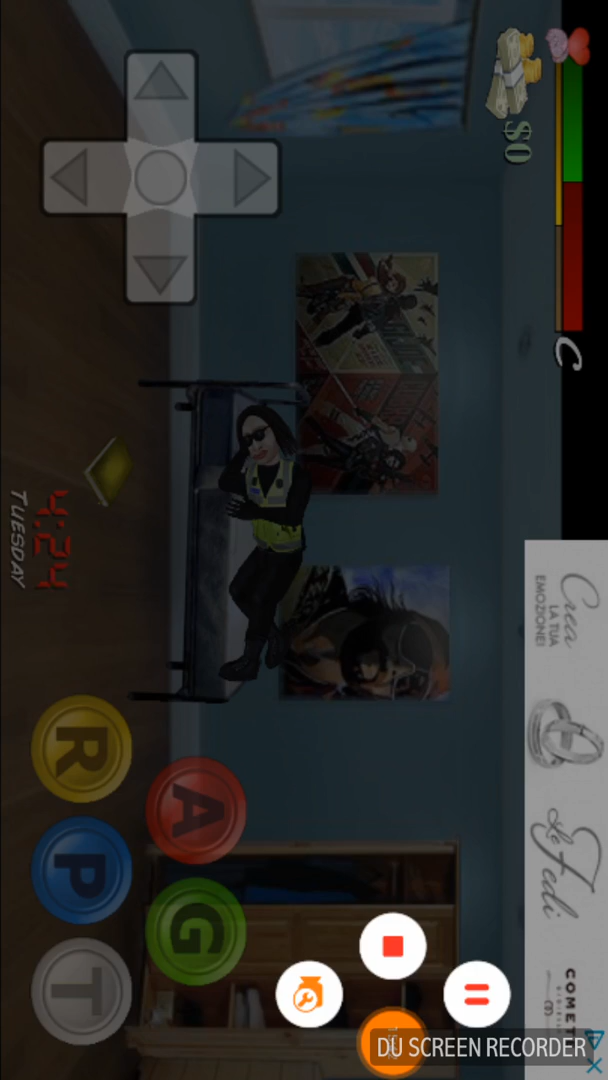 $0
C
4:24
TUESDAY
Crea
LA TUA
EMOZIONE!
Le Fedi
COMET
R
A
P
G
T
DU SCREEN RECORDER